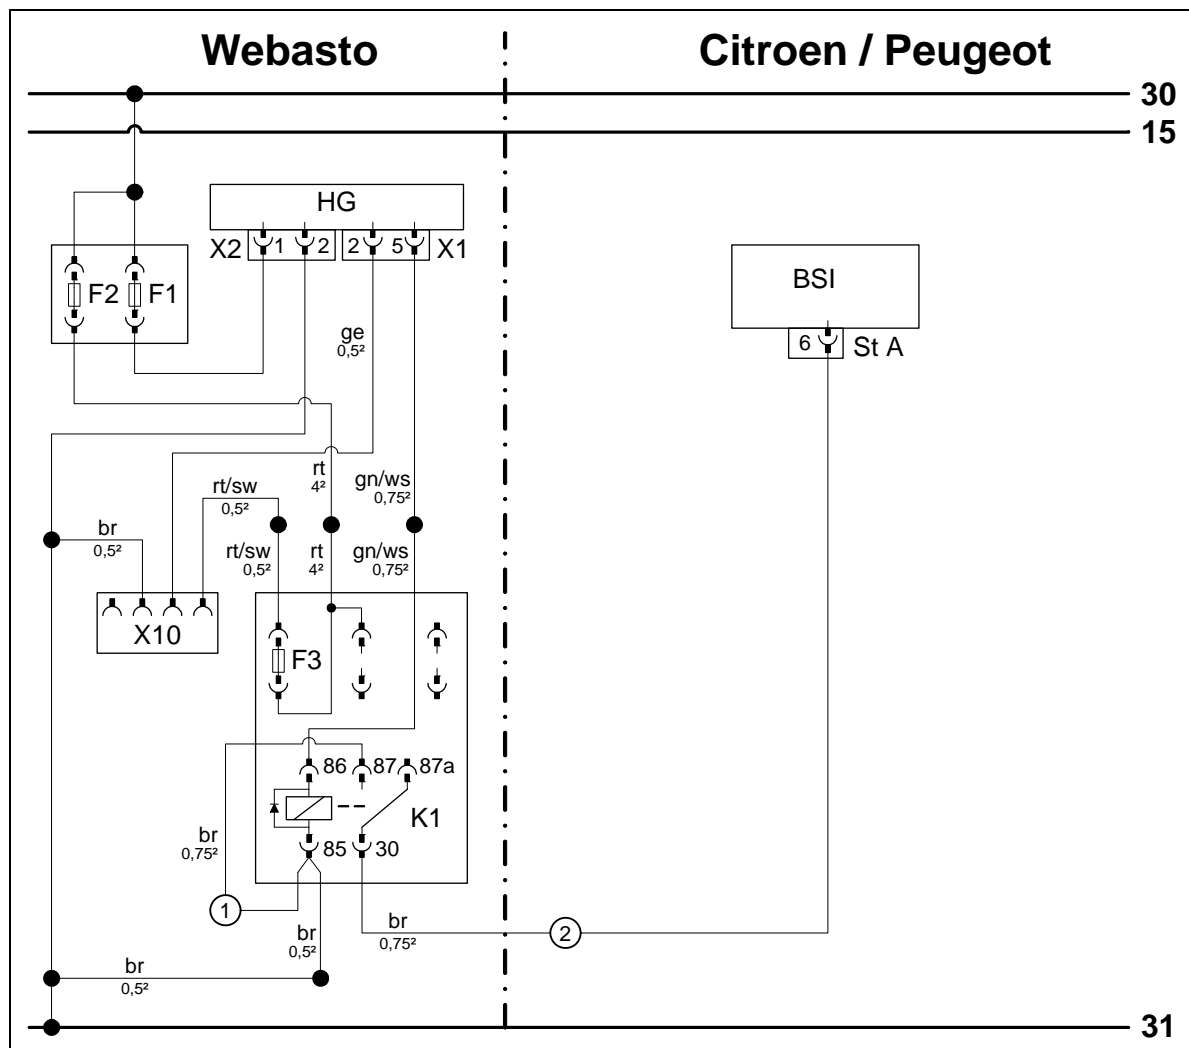 Webasto
Citroen / Peugeot
30
15
HG
X2 1 2 2 5 X1
BSI
F2 F1
6 St A
ge
0,5²
rt
4²
gn/ws
0,75²
rt/sw
0,5²
br
0,5²
rt/sw
0,5²
rt
4²
gn/ws
0,75²
X10
F3
86 87 87a
K1
br
0,75²
85 30
1
br
0,5²
br
0,75²
2
br
0,5²
31